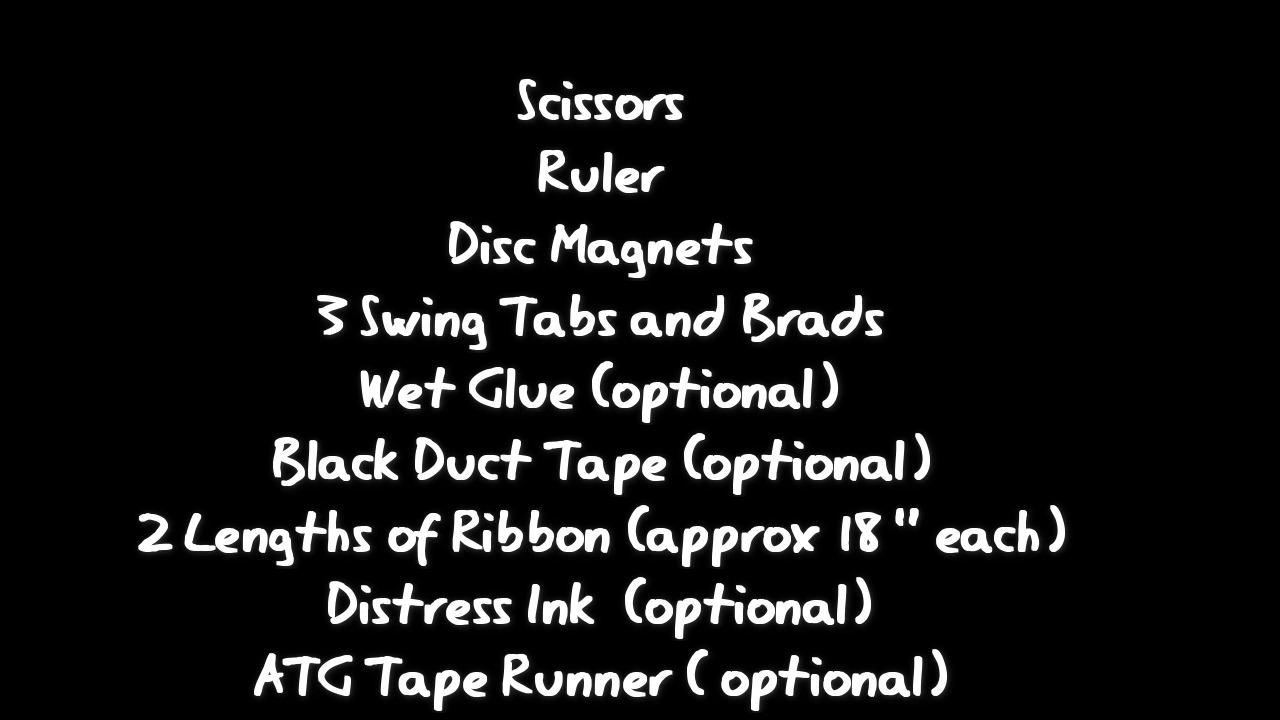 Scissors
Ruler
Disc Magnets
3 Swing Tabs and Brads
Wet Glue (optional)
Black Duct Tape (optional)
2 Lengths of Ribbon (approx 18" each)
Distress Ink (optional)
ATG Tape Runner ( optional)